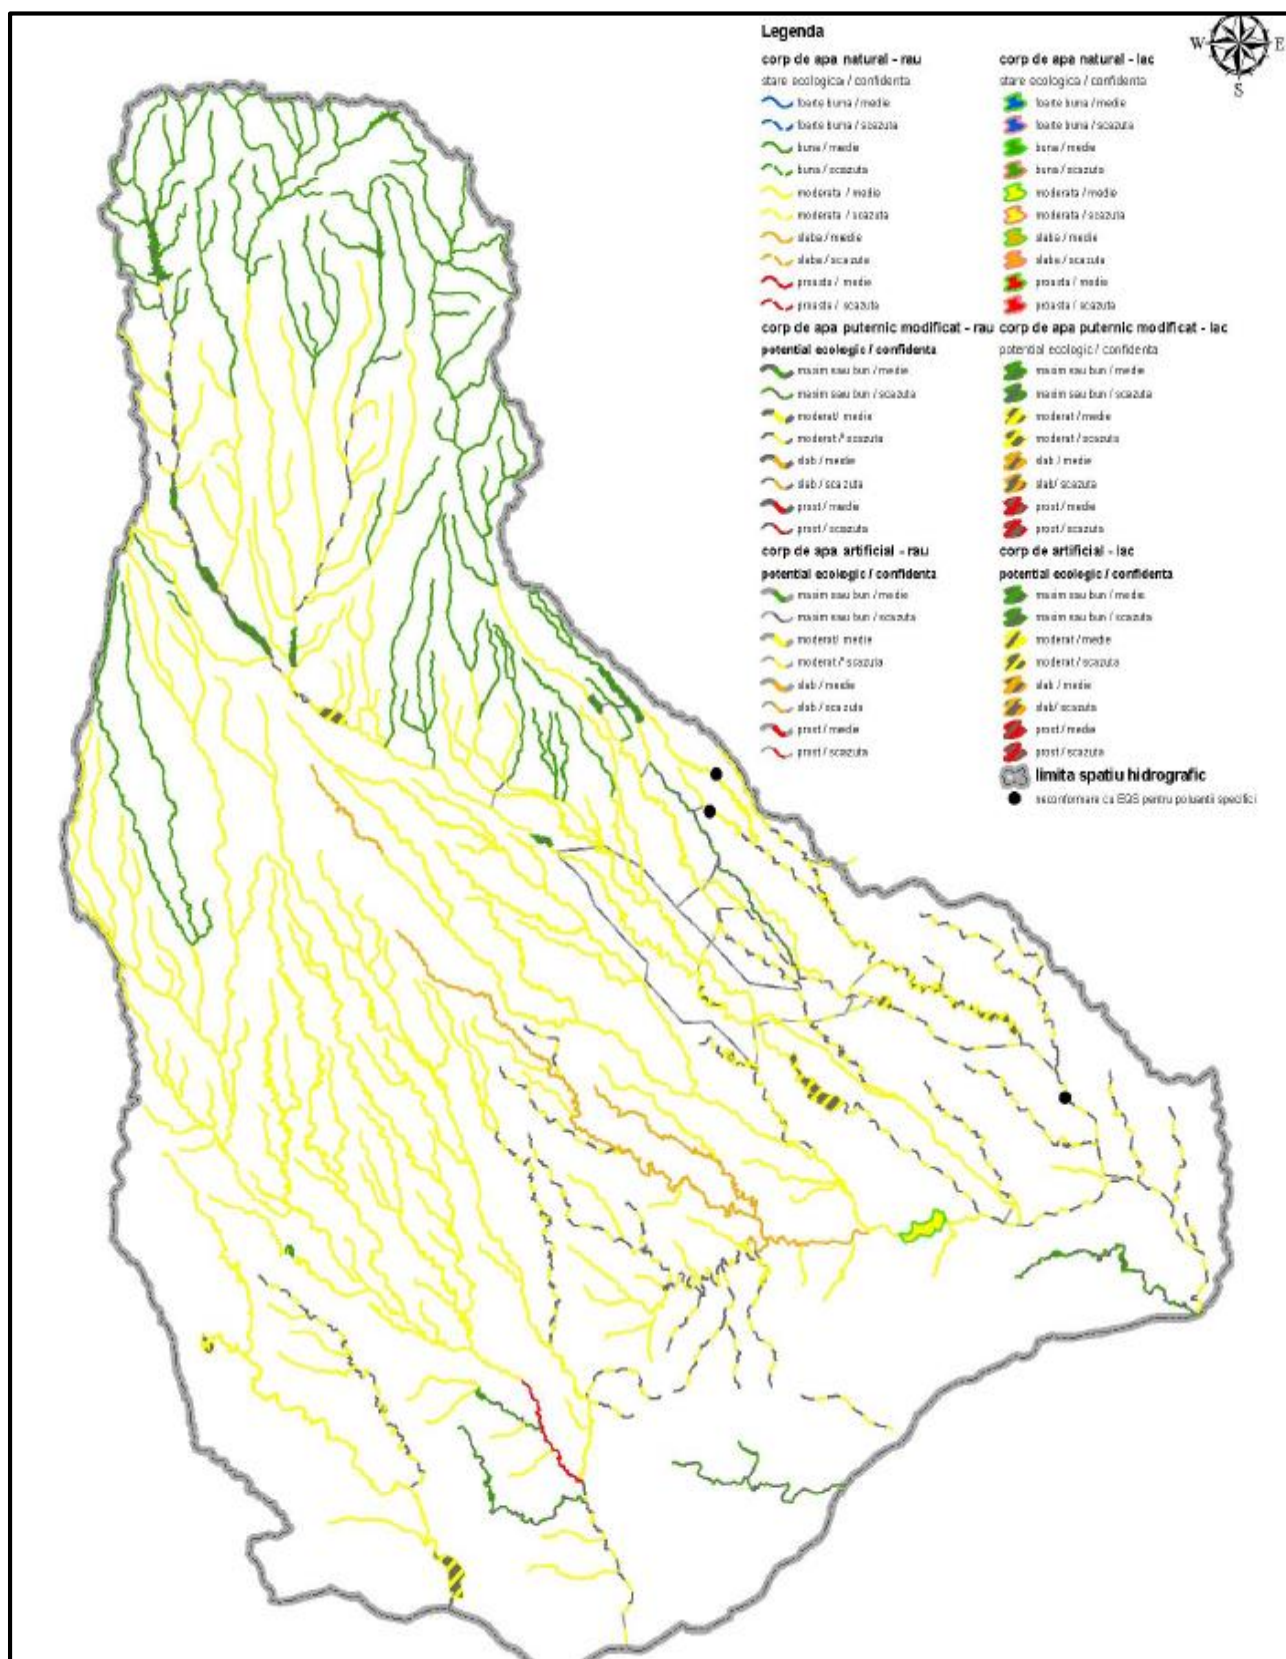 Legenda
corp de apa natural - rau
stare ecologica / confidenta
foarte buna / medie
foarte buna / scazuta
buna / medie
buna / scazuta
moderata / medie
moderata / scazuta
slaba / medie
slaba / scazuta
proasta / medie
proasta / scazuta
corp de apa puternic modificat - rau
potential ecologic / confidenta
maxim sau bun / medie
maxim sau bun / scazuta
moderat/ medie
moderat /* scazuta
slab / medie
slab / scazuta
prost / medie
prost / scazuta
corp de apa artificial - rau
potential ecologic / confidenta
maxim sau bun / medie
maxim sau bun / scazuta
moderat/ medie
moderat /* scazuta
slab / medie
slab / scazuta
prost / medie
prost / scazuta
corp de apa natural - lac
stare ecologica / confidenta
foarte buna / medie
foarte buna / scazuta
buna / medie
buna / scazuta
moderata / medie
moderata / scazuta
slaba / medie
slaba / scazuta
proasta / medie
proasta / scazuta
corp de apa puternic modificat - lac
potential ecologic / confidenta
maxim sau bun / medie
maxim sau bun / scazuta
moderat / medie
moderat / scazuta
slab / medie
slab/ scazuta
prost / medie
prost / scazuta
corp de artificial - lac
potential ecologic / confidenta
maxim sau bun / medie
maxim sau bun / scazuta
moderat / medie
moderat / scazuta
slab / medie
slab/ scazuta
prost / medie
prost / scazuta
limita spatiu hidrografic
neconformare cu EQS pentru poluantii specifici
W
E
S